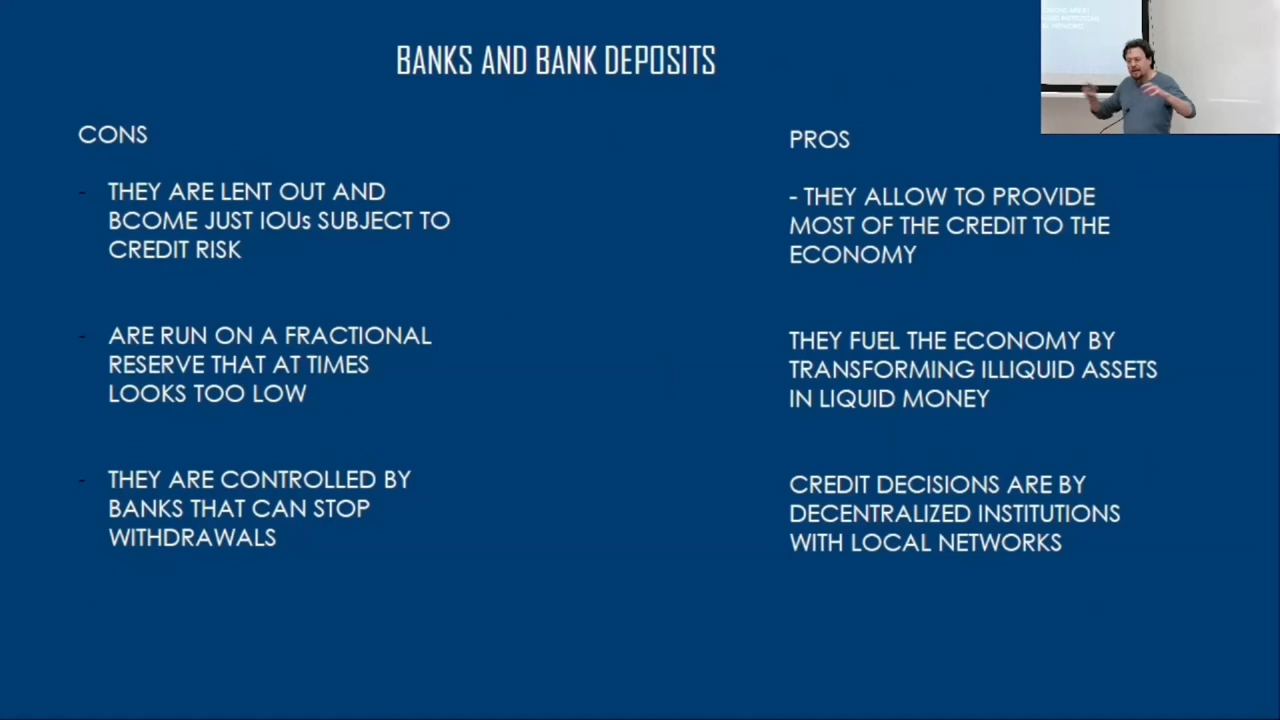 BANKS AND BANK DEPOSITS
CONS
- THEY ARE LENT OUT AND
BCOME JUST IOUs SUBJECT TO
CREDIT RISK
- ARE RUN ON A FRACTIONAL
RESERVE THAT AT TIMES
LOOKS TOO LOW
- THEY ARE CONTROLLED BY
BANKS THAT CAN STOP
WITHDRAWALS
PROS
- THEY ALLOW TO PROVIDE
MOST OF THE CREDIT TO THE
ECONOMY
THEY FUEL THE ECONOMY BY
TRANSFORMING ILLIQUID ASSETS
IN LIQUID MONEY
CREDIT DECISIONS ARE BY
DECENTRALIZED INSTITUTIONS
WITH LOCAL NETWORKS